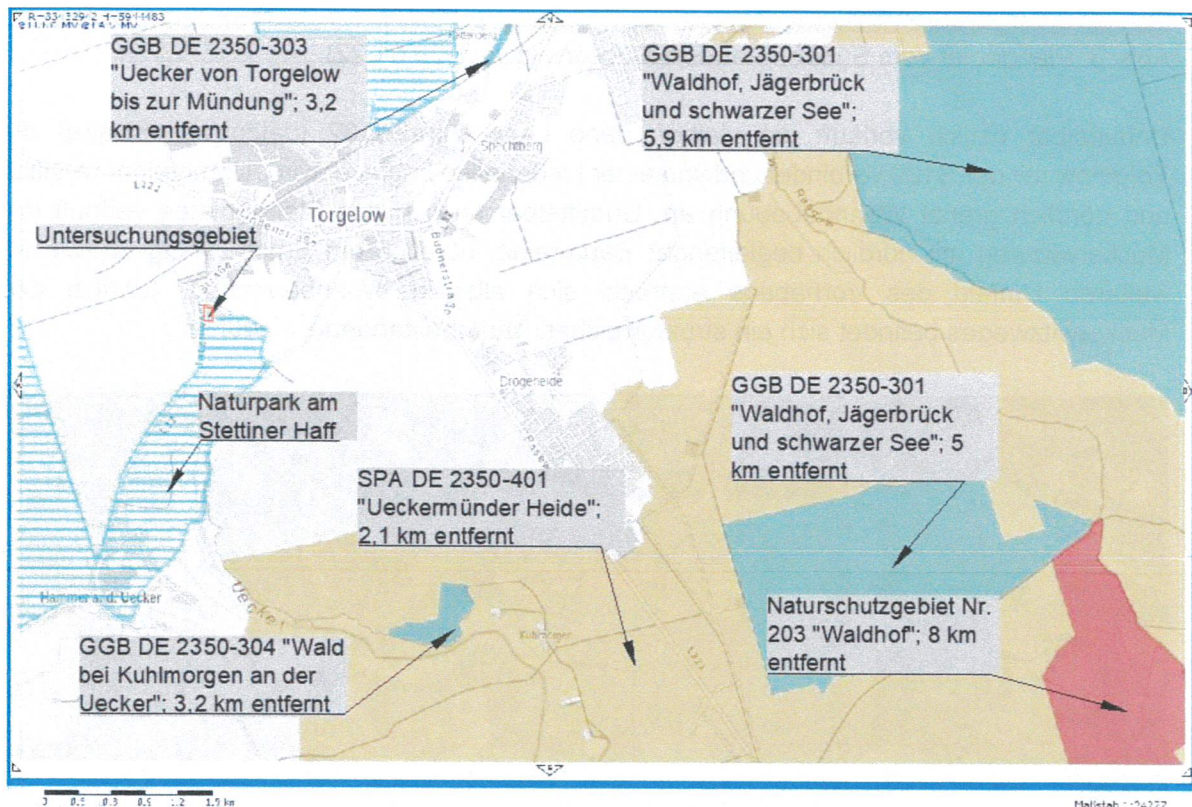 GGB DE 2350-303
"Uecker von Torgelow
bis zur Mündung"; 3,2
km entfernt
GGB DE 2350-301
"Waldhof, Jägerbrück
und schwarzer See";
5,9 km entfernt
Spechtberg
Torgelow
Untersuchungsgebiet
Drögeheide
Naturpark am
Stettiner Haff
GGB DE 2350-301
"Waldhof, Jägerbrück
und schwarzer See"; 5
km entfernt
SPA DE 2350-401
"Ueckermünder Heide";
2,1 km entfernt
Hammer a. d. Uecker
Uecker
Naturschutzgebiet Nr.
203 "Waldhof"; 8 km
entfernt
GGB DE 2350-304 "Wald
bei Kuhlmorgen an der
Uecker"; 3,2 km entfernt
L321